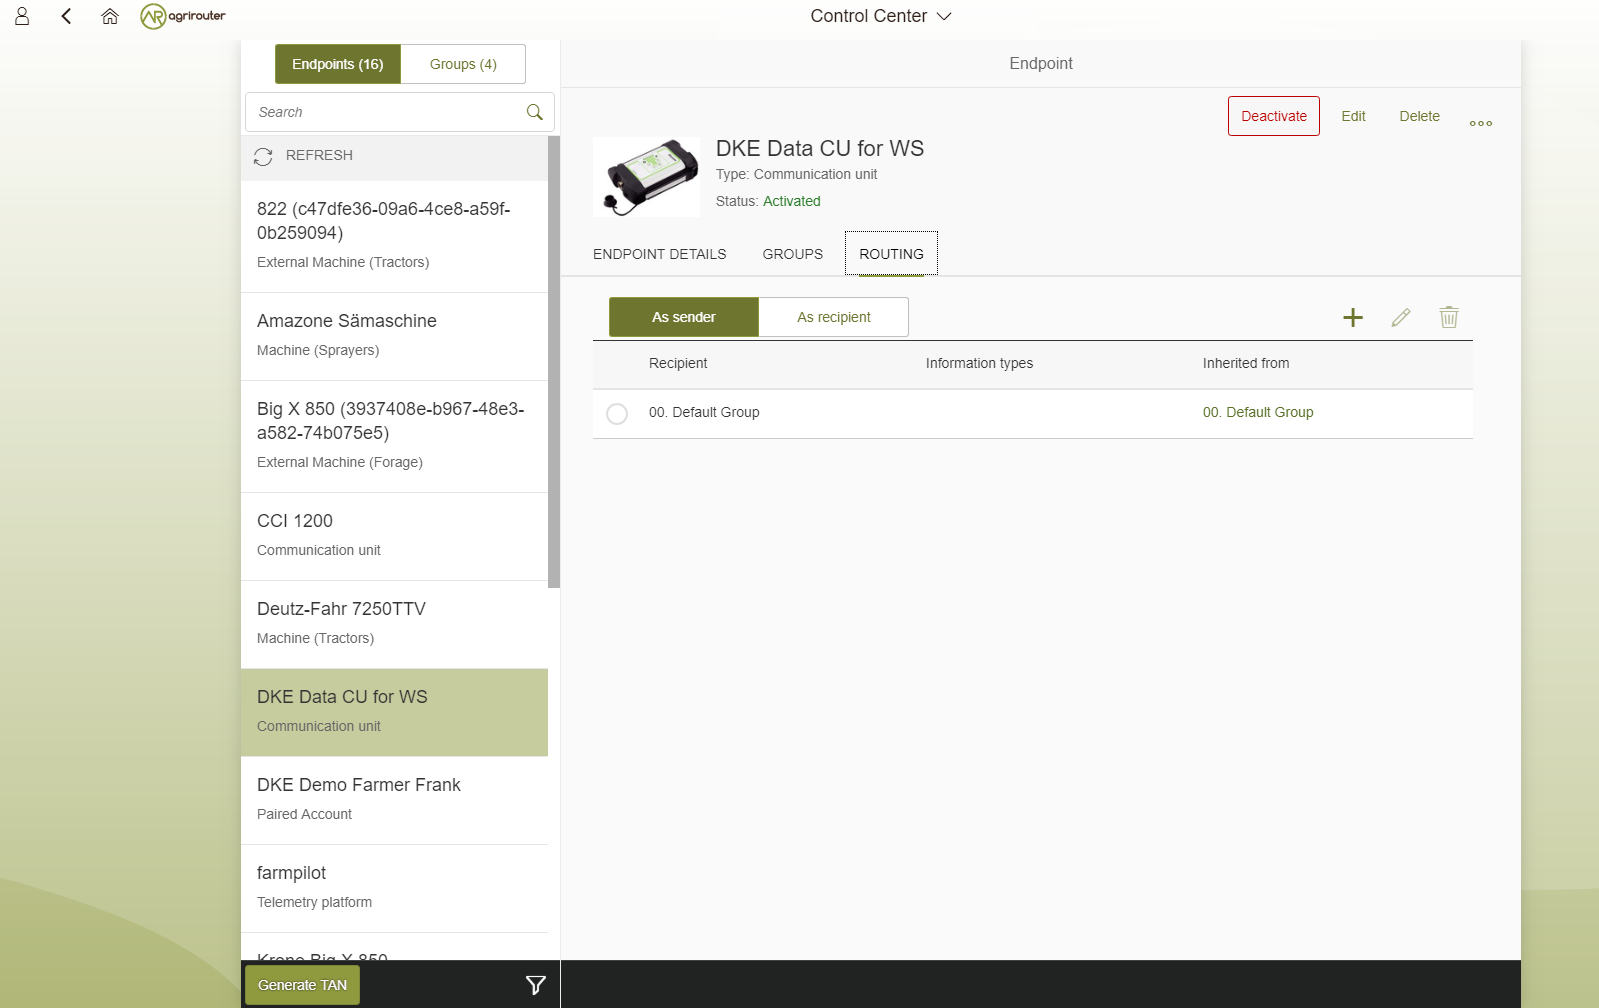 agrirouter
Control Center
Endpoints (16)
Groups (4)
Endpoint
Search
REFRESH
822 (c47dfe36-09a6-4ce8-a59f-
0b259094)
External Machine (Tractors)
Amazone Sämaschine
Machine (Sprayers)
Big X 850 (3937408e-b967-48e3-
a582-74b075e5)
External Machine (Forage)
CCI 1200
Communication unit
Deutz-Fahr 7250TTV
Machine (Tractors)
DKE Data CU for WS
Communication unit
DKE Demo Farmer Frank
Paired Account
farmpilot
Telemetry platform
Krone Big X 850
Generate TAN
Deactivate
Edit
Delete
DKE Data CU for WS
Type: Communication unit
Status: Activated
ENDPOINT DETAILS
GROUPS
ROUTING
As sender
As recipient
Recipient
Information types
Inherited from
00. Default Group
00. Default Group